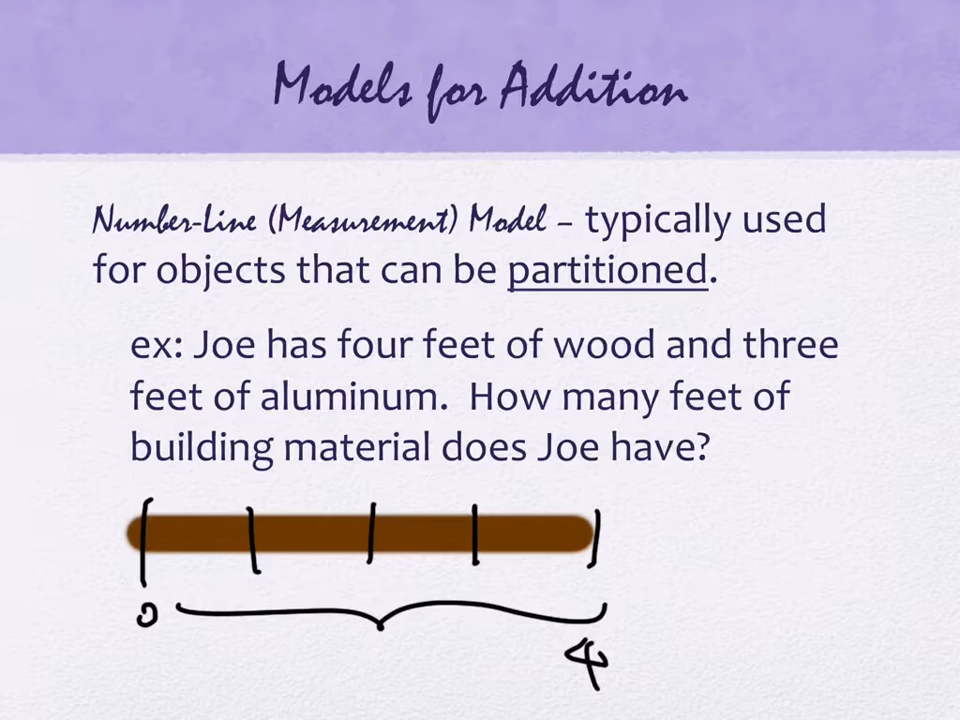 Models for Addition
Number-Line (Measurement) Model – typically used
for objects that can be partitioned.
ex: Joe has four feet of wood and three
feet of aluminum.  How many feet of
building material does Joe have?
0
4